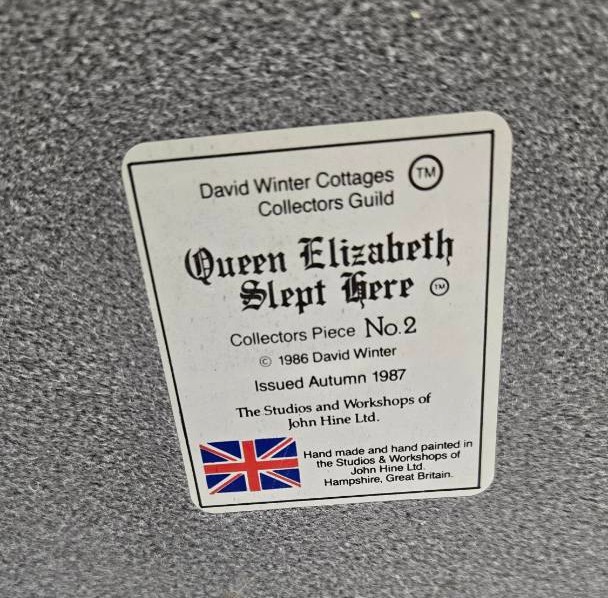 David Winter Cottages TM
Collectors Guild
Queen Elizabeth
Slept Here TM
Collectors Piece No.2
© 1986 David Winter
Issued Autumn 1987
The Studios and Workshops of
John Hine Ltd.
Hand made and hand painted in
the Studios & Workshops of
John Hine Ltd.
Hampshire, Great Britain.